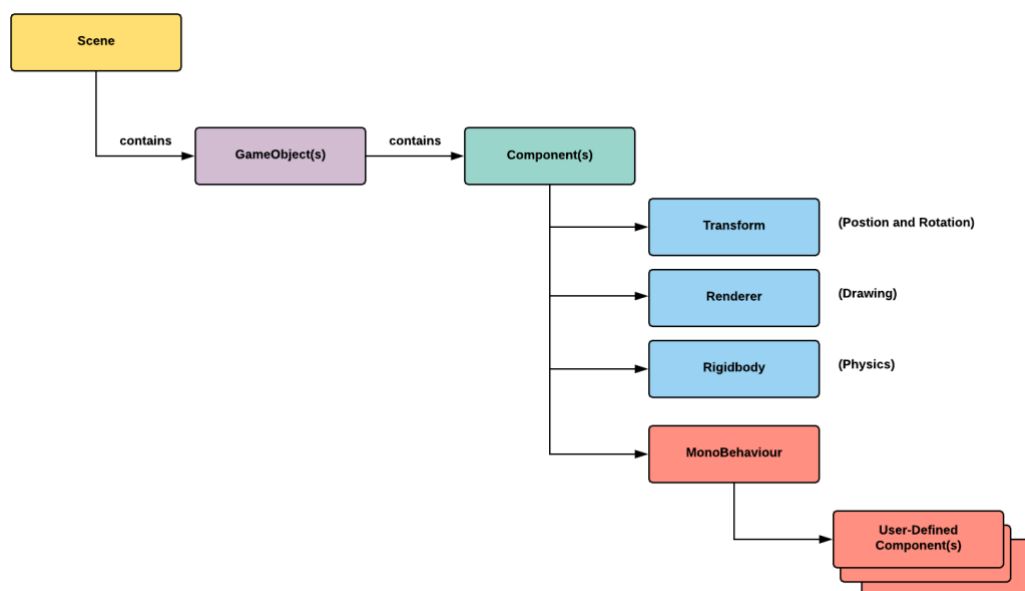 Scene
contains
GameObject(s)
contains
Component(s)
Transform
(Postion and Rotation)
Renderer
(Drawing)
Rigidbody
(Physics)
MonoBehaviour
User-Defined
Component(s)